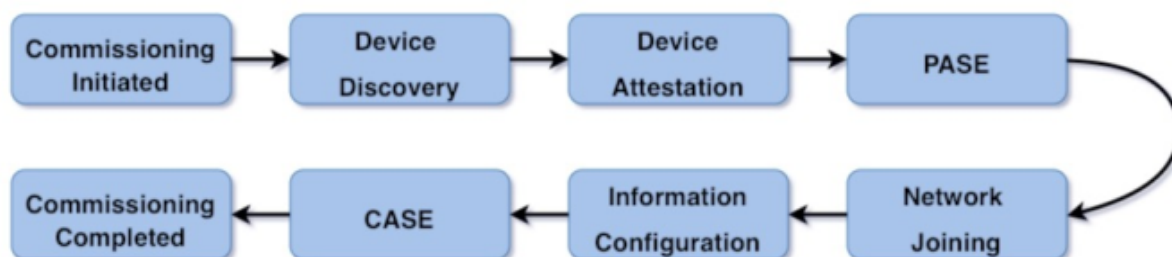 Commissioning
Initiated
Device
Discovery
Device
Attestation
PASE
Network
Joining
Information
Configuration
CASE
Commissioning
Completed